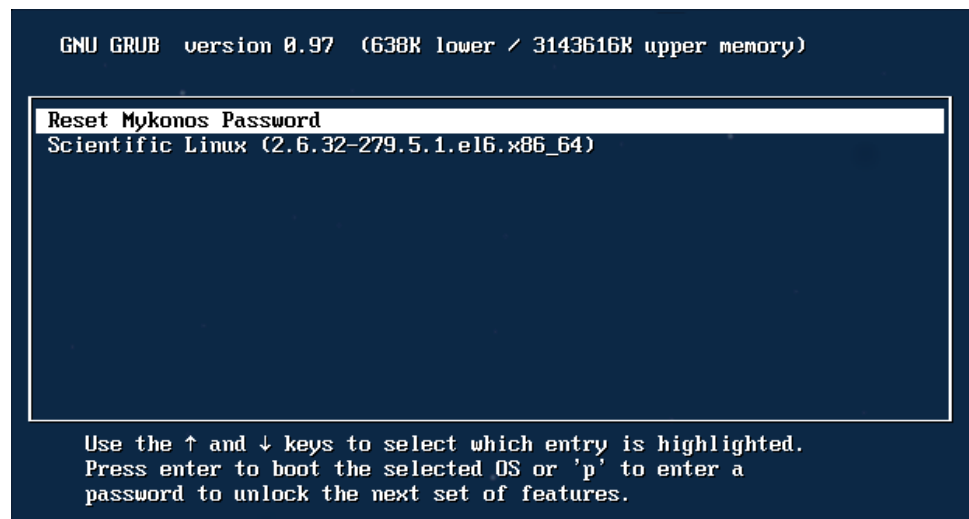 GNU GRUB  version 0.97  (638K lower / 3143616K upper memory)
Reset Mykonos Password
Scientific Linux (2.6.32-279.5.1.el6.x86_64)
Use the ↑ and ↓ keys to select which entry is highlighted.
Press enter to boot the selected OS or 'p' to enter a
password to unlock the next set of features.